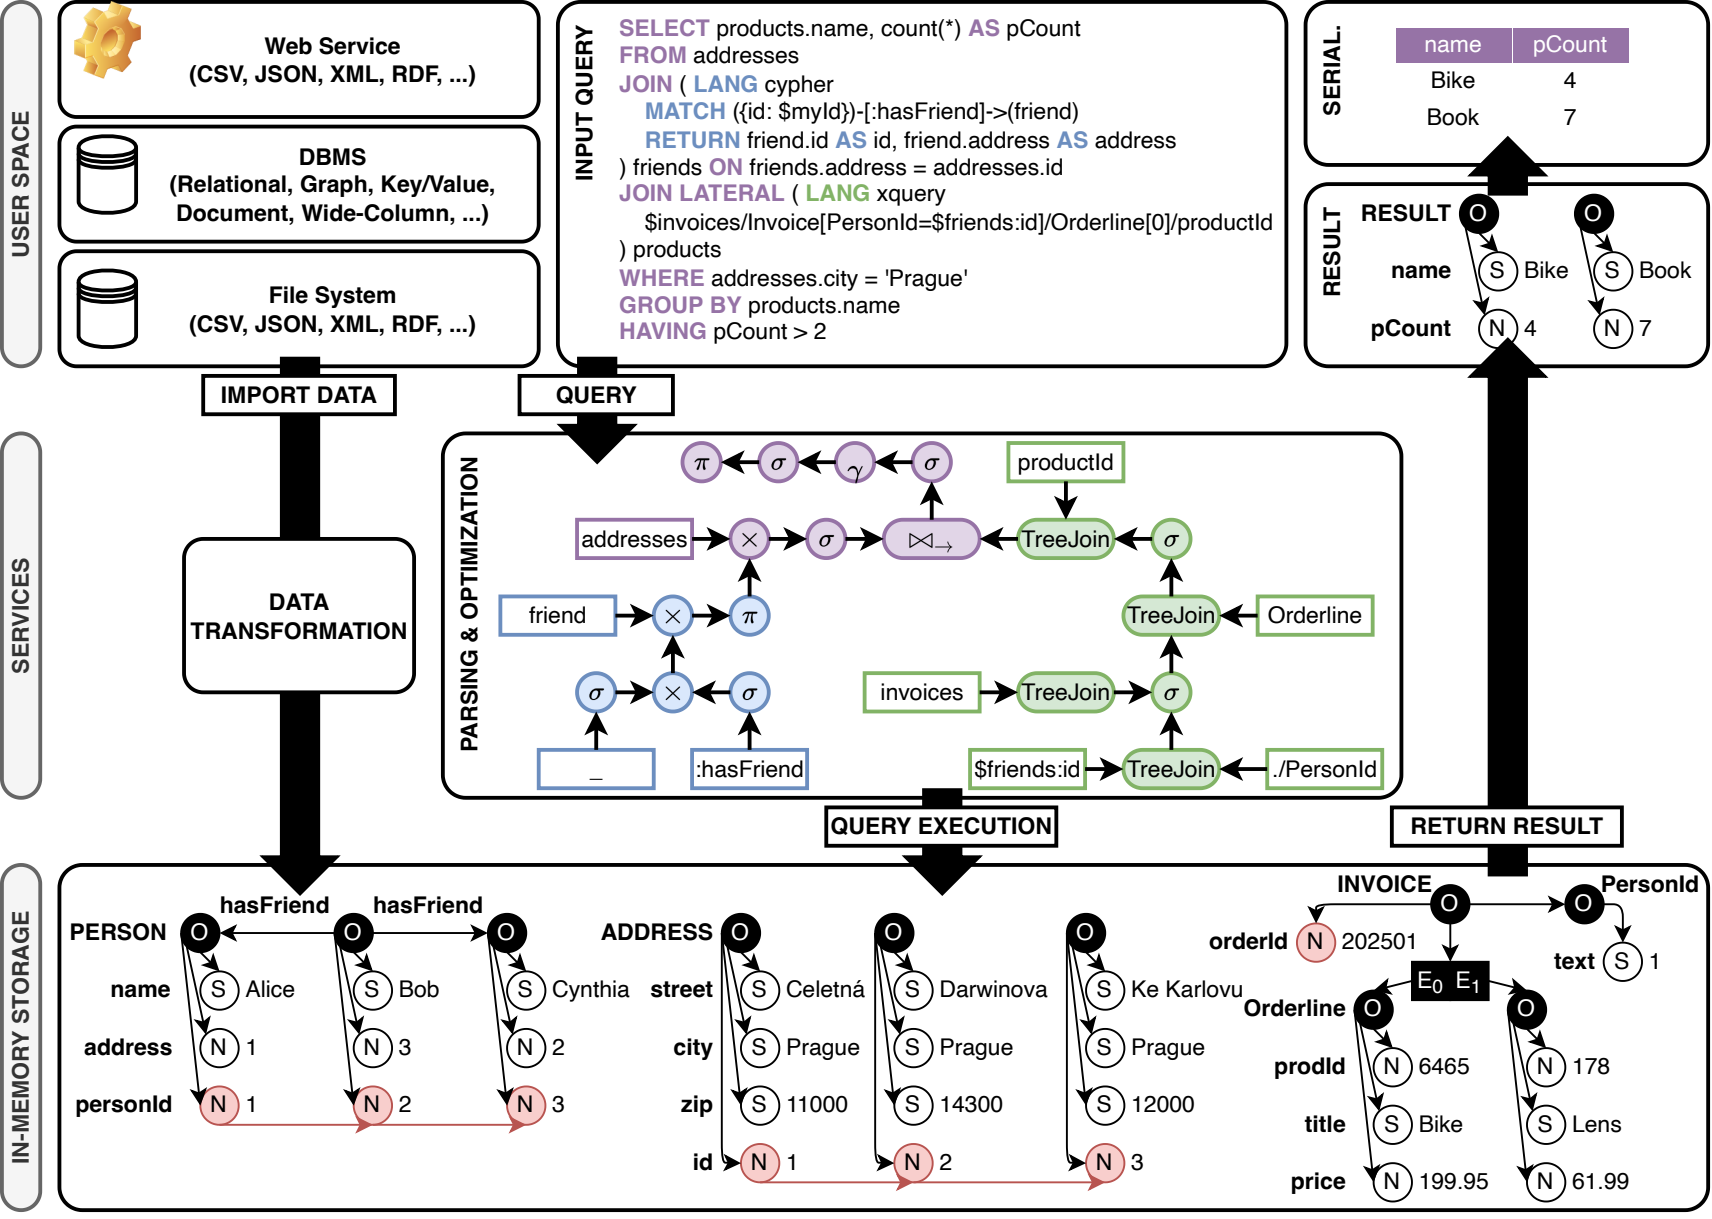 USER SPACE
Web Service
(CSV, JSON, XML, RDF, ...)
DBMS
(Relational, Graph, Key/Value,
Document, Wide-Column, ...)
File System
(CSV, JSON, XML, RDF, ...)
INPUT QUERY
SELECT products.name, count(*) AS pCount
FROM addresses
JOIN ( LANG cypher
MATCH ({id: $myId})-[:hasFriend]->(friend)
RETURN friend.id AS id, friend.address AS address
) friends ON friends.address = addresses.id
JOIN LATERAL ( LANG xquery
$invoices/Invoice[PersonId=$friends:id]/Orderline[0]/productId
) products
WHERE addresses.city = 'Prague'
GROUP BY products.name
HAVING pCount > 2
SERIAL.
name pCount
Bike 4
Book 7
RESULT
RESULT O O
name S Bike S Book
pCount N 4 N 7
IMPORT DATA
QUERY
SERVICES
DATA
TRANSFORMATION
PARSING & OPTIMIZATION
π σ γ σ productId
addresses × σ ⋈→ TreeJoin σ
friend × π TreeJoin Orderline
σ × σ invoices TreeJoin σ
_ :hasFriend $friends:id TreeJoin ./PersonId
QUERY EXECUTION
RETURN RESULT
IN-MEMORY STORAGE
hasFriend hasFriend
PERSON O O O
name S Alice S Bob S Cynthia
address N 1 N 3 N 2
personId N 1 N 2 N 3
ADDRESS O O O
street S Celetná S Darwinova S Ke Karlovu
city S Prague S Prague S Prague
zip S 11000 S 14300 S 12000
id N 1 N 2 N 3
INVOICE O O PersonId
orderId N 202501
text S 1
E0 E1
Orderline O O
prodId N 6465 N 178
title S Bike S Lens
price N 199.95 N 61.99